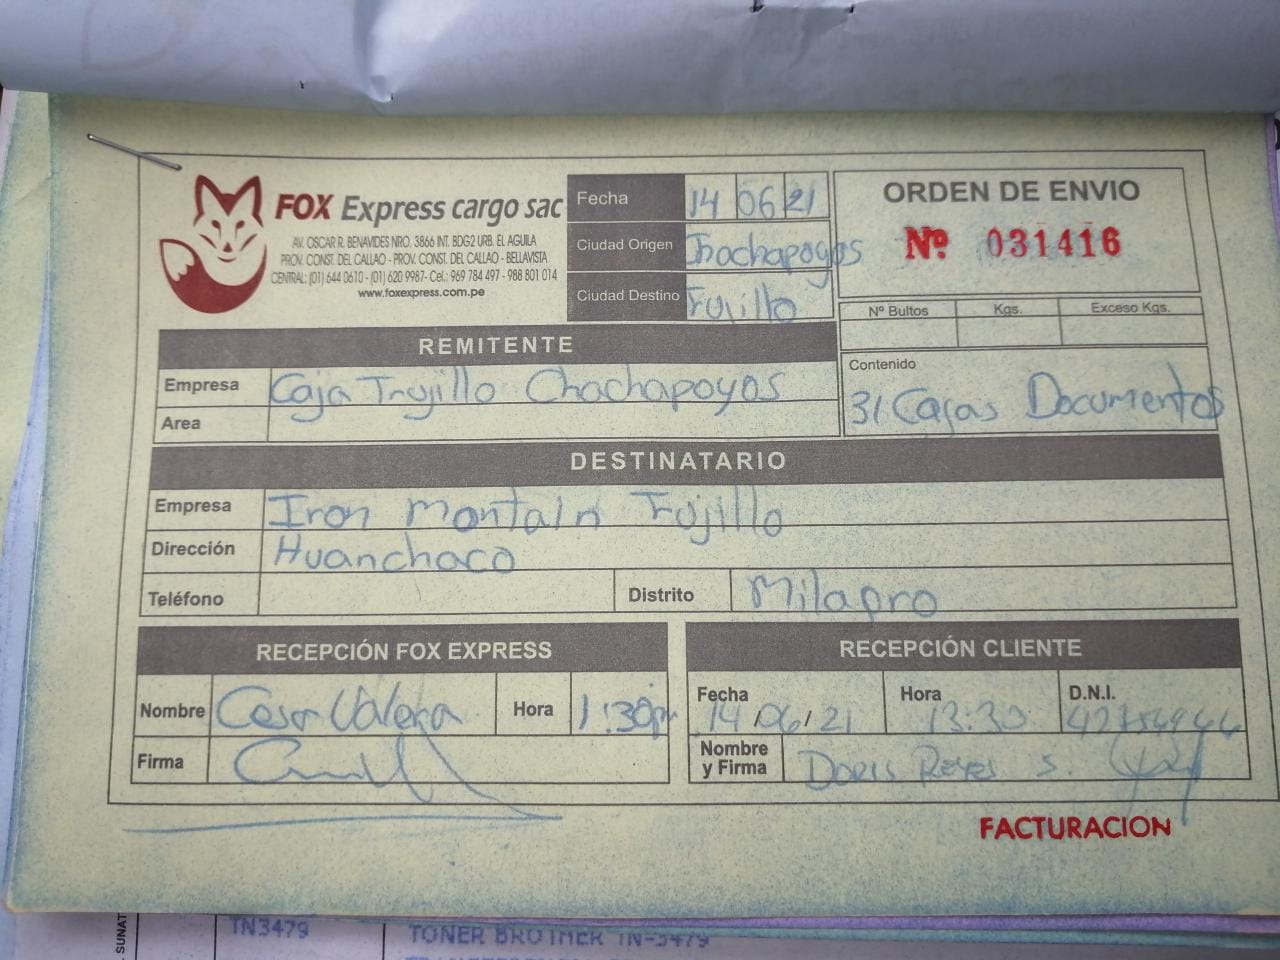 FOX Express cargo sac
AV. OSCAR R. BENAVIDES NRO. 3866 INT. BDG2 URB. EL AGUILA
PROV. CONST. DEL CALLAO - PROV. CONST. DEL CALLAO - BELLAVISTA
CENTRAL: (01) 644 0610 - (01) 620 9987- Cel.: 969 784 497 - 988 801 014
www.foxexpress.com.pe
Fecha 14 06 21
Ciudad Origen Chachapoyas
Ciudad Destino Trujillo
ORDEN DE ENVIO
Nº 031416
Nº Bultos Kgs. Exceso Kgs.
Contenido
31 Cajas Documentos
REMITENTE
Empresa Caja Trujillo Chachapoyas
Area
DESTINATARIO
Empresa Iron Montain Trujillo
Dirección Huanchaco
Teléfono Distrito Milagro
RECEPCIÓN FOX EXPRESS
Nombre Cesar Valera Hora 1:30pm
Firma
RECEPCIÓN CLIENTE
Fecha 14/06/21 Hora 13:30 D.N.I.
Nombre y Firma Doris Reyes S.
FACTURACION
SUNAT
TN3479 TONER BROTHER TN-3479